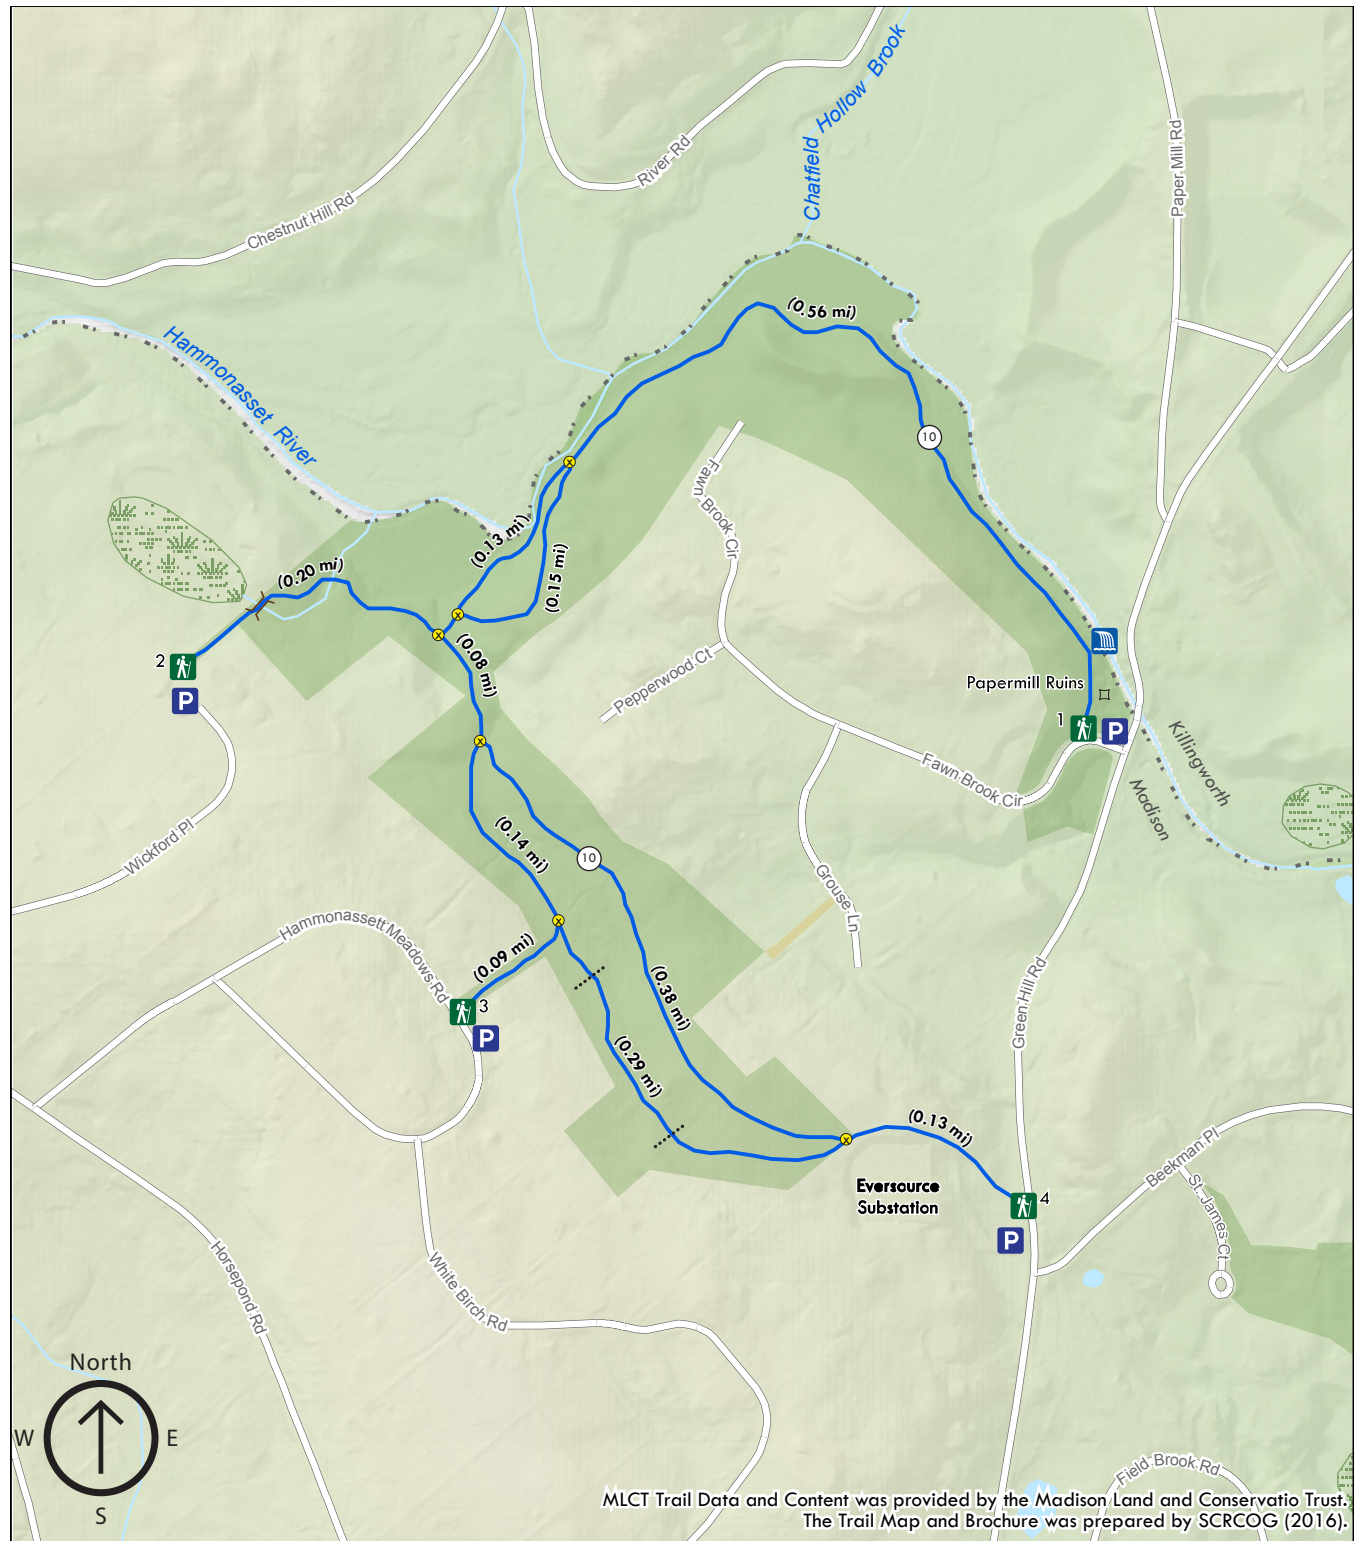 Chatfield Hollow Brook
River Rd
Paper Mill Rd
Chestnut Hill Rd
(0.56 mi)
Hammonasset River
10
Fawn Brook Cir
(0.13 mi)
(0.15 mi)
(0.20 mi)
2
P
(0.08 mi)
Pepperwood Ct
Papermill Ruins
1
P
Killingworth
Madison
Fawn Brook Cir
Wickford Pl
(0.14 mi)
10
Grouse Ln
Hammonassett Meadows Rd
(0.09 mi)
3
P
(0.38 mi)
Green Hill Rd
(0.29 mi)
(0.13 mi)
Beekman Pl
Eversource
Substation
4
P
St. James Ct
Horsepond Rd
White Birch Rd
North
W
E
S
Field Brook Rd
MLCT Trail Data and Content was provided by the Madison Land and Conservatio Trust.
The Trail Map and Brochure was prepared by SCRCOG (2016).
x
x
x
x
x
x